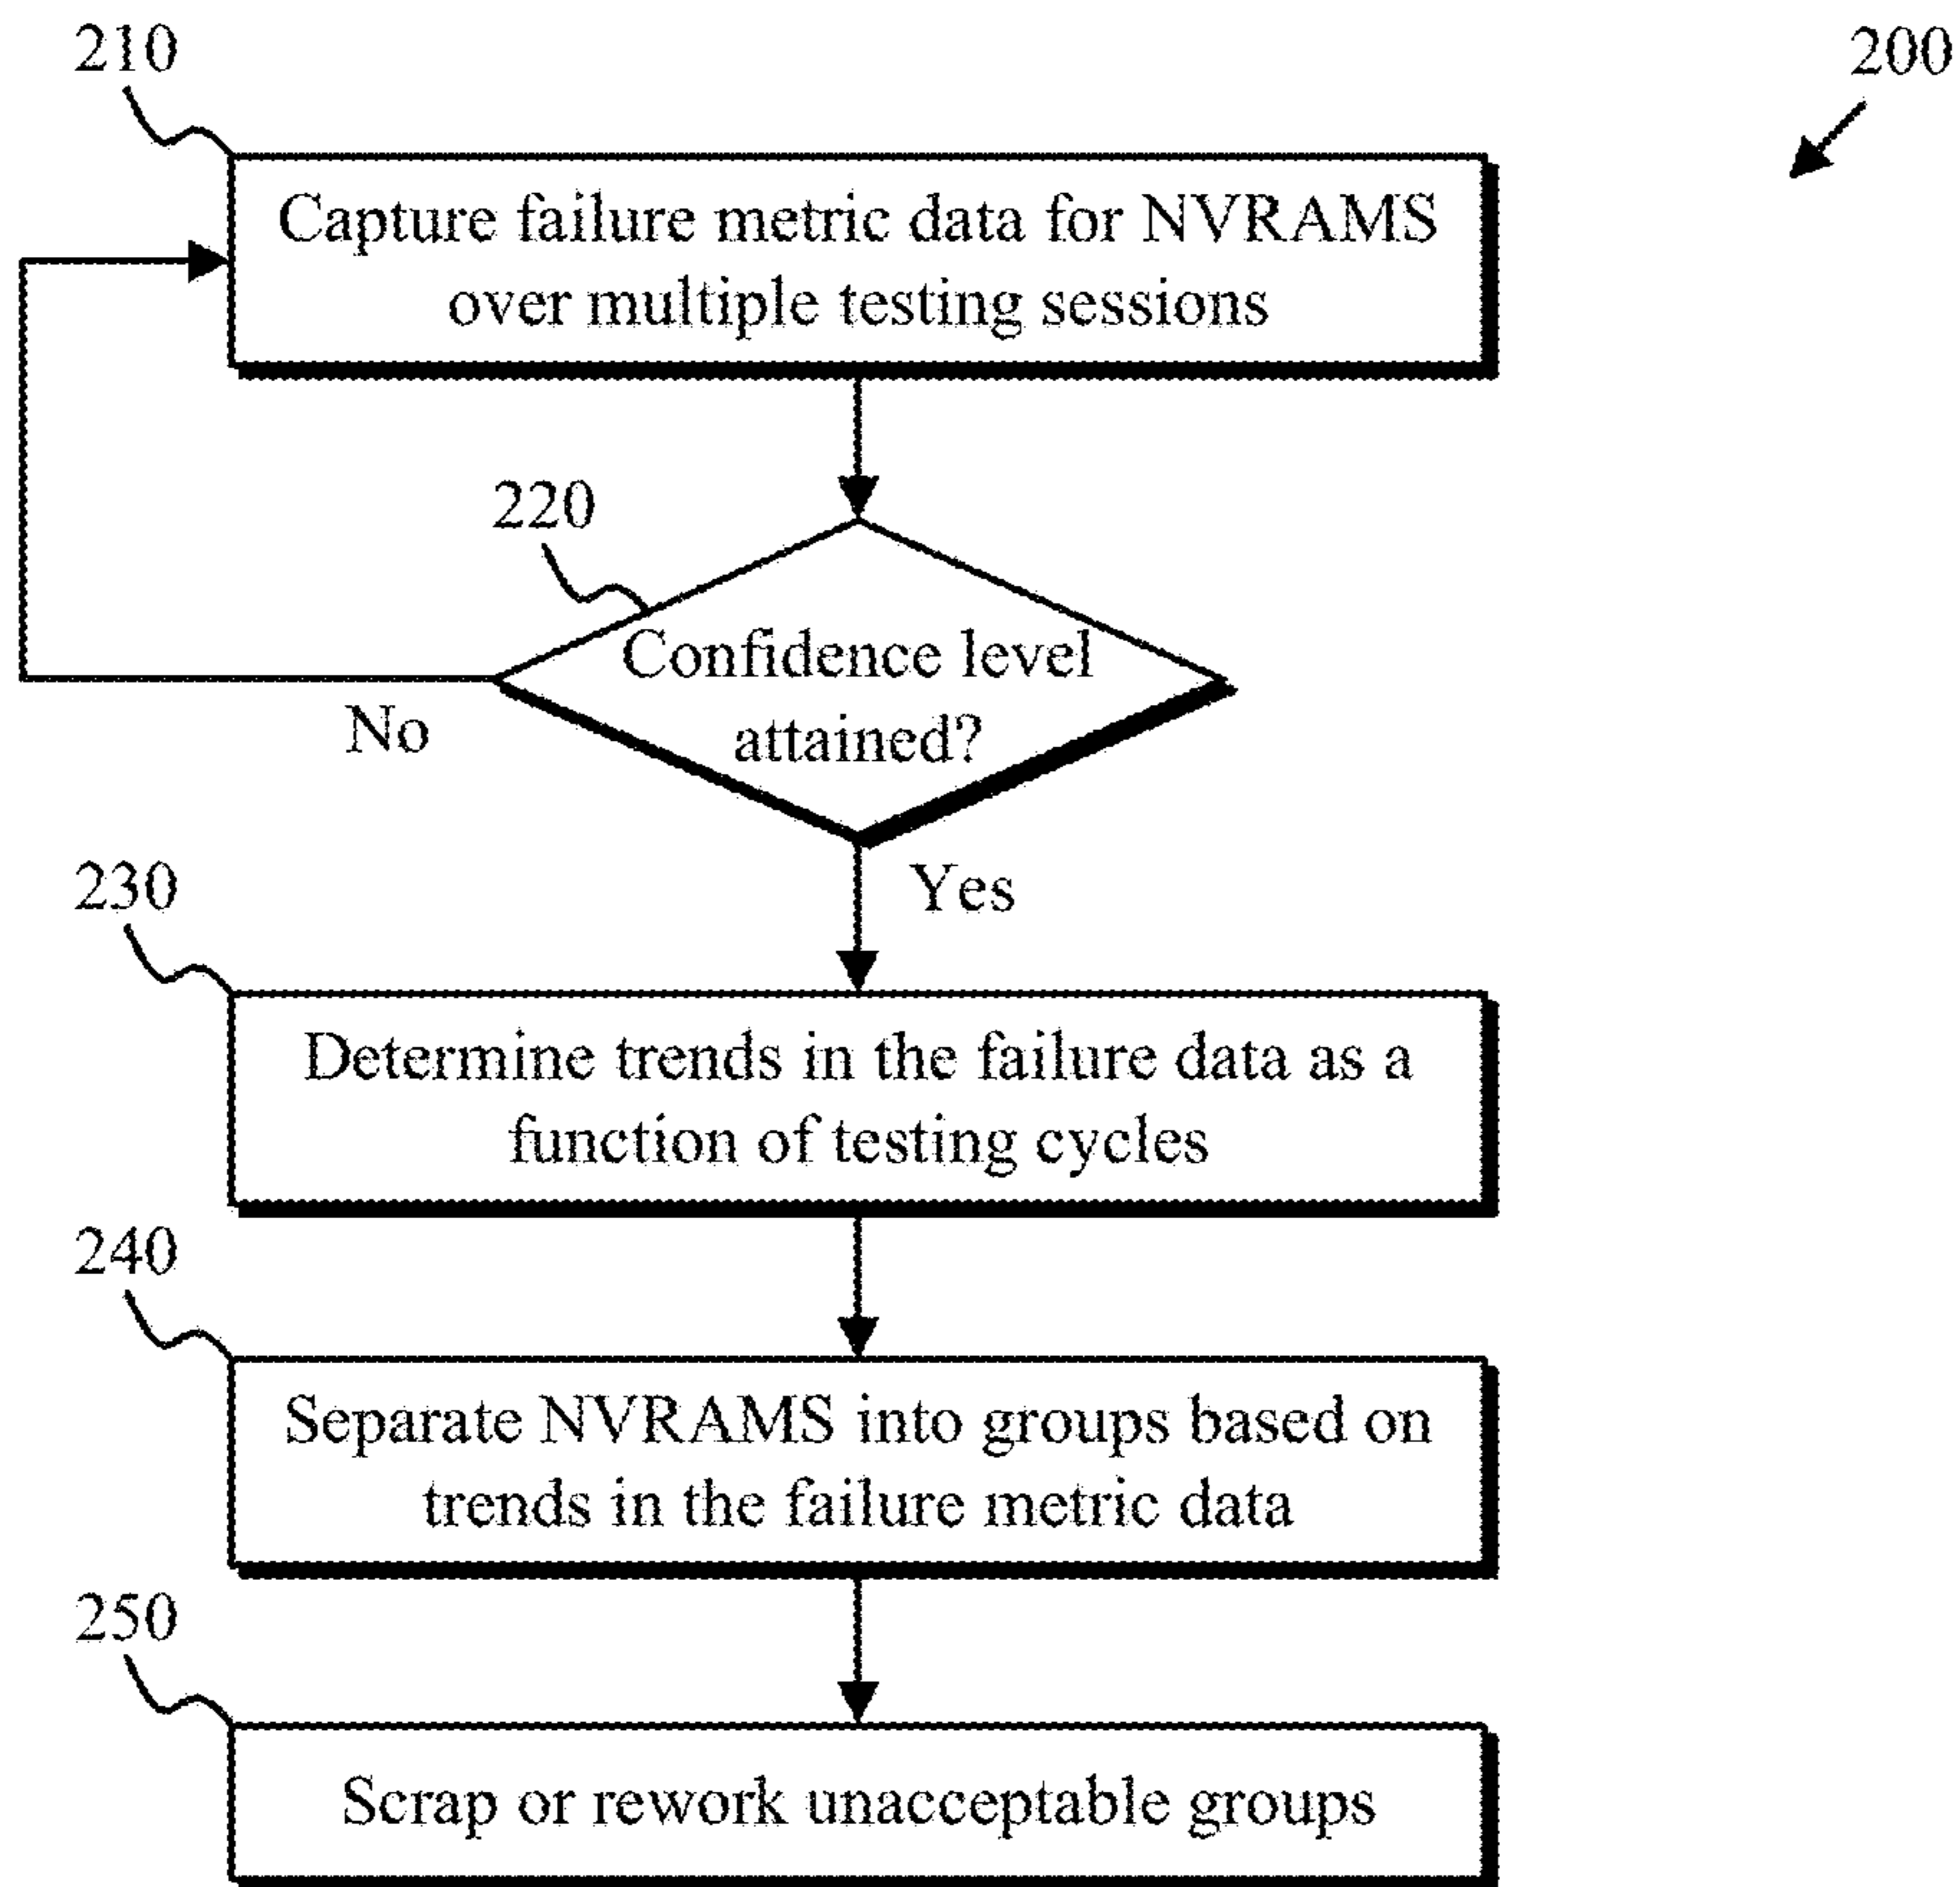 210
200
Capture failure metric data for NVRAMS
over multiple testing sessions
220
Confidence level
attained?
No
Yes
230
Determine trends in the failure data as a
function of testing cycles
240
Separate NVRAMS into groups based on
trends in the failure metric data
250
Scrap or rework unacceptable groups